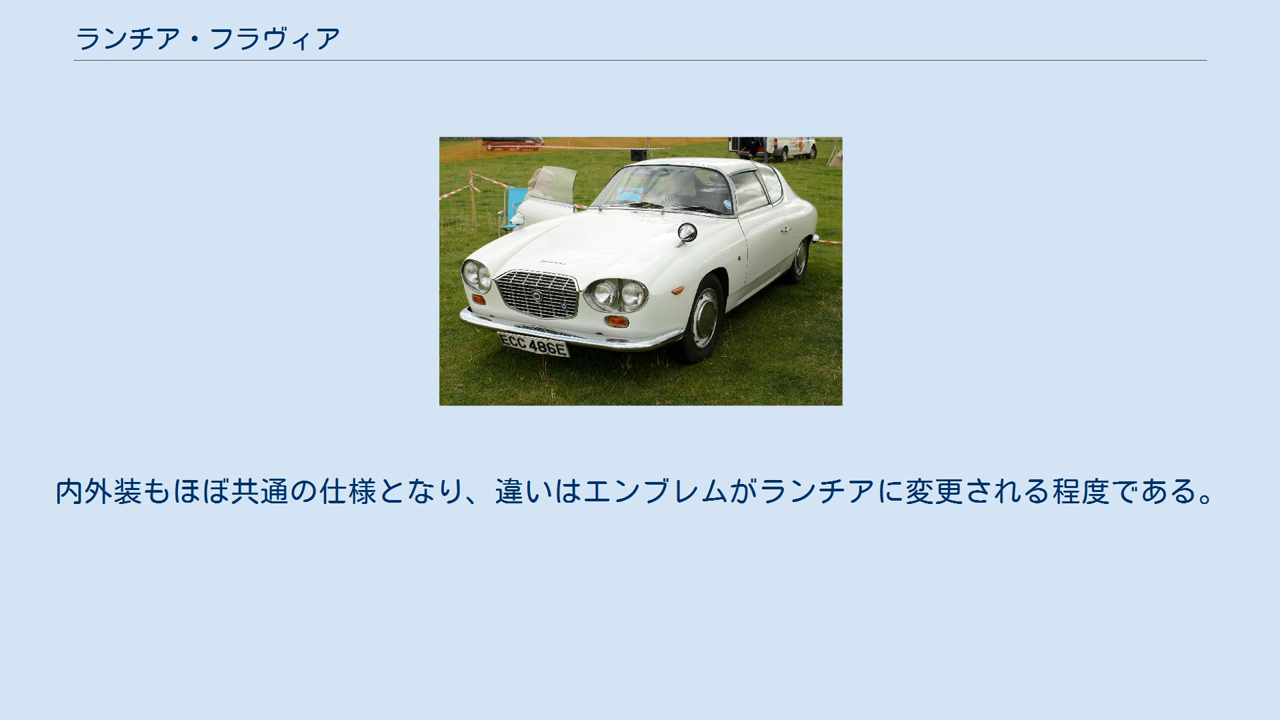 ランチア・フラヴィア
ECC 486E
内外装もほぼ共通の仕様となり、違いはエンブレムがランチアに変更される程度である。